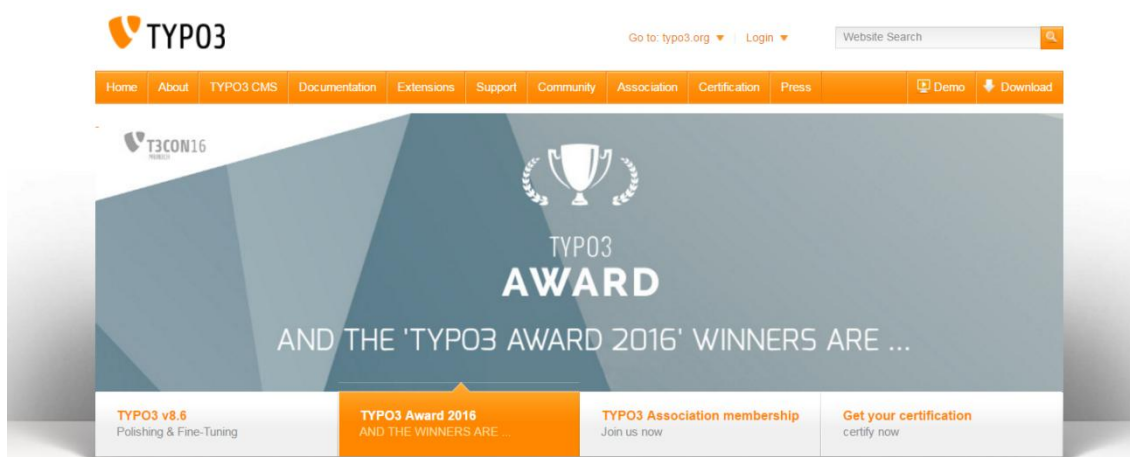 TYPO3
Go to: typo3.org Login Website Search
Home About TYPO3 CMS Documentation Extensions Support Community Association Certification Press Demo Download
T3CON16
TYPO3
AWARD
AND THE 'TYPO3 AWARD 2016' WINNERS ARE ...
TYPO3 v8.6
Polishing & Fine-Tuning
TYPO3 Award 2016
AND THE WINNERS ARE ...
TYPO3 Association membership
Join us now
Get your certification
certify now